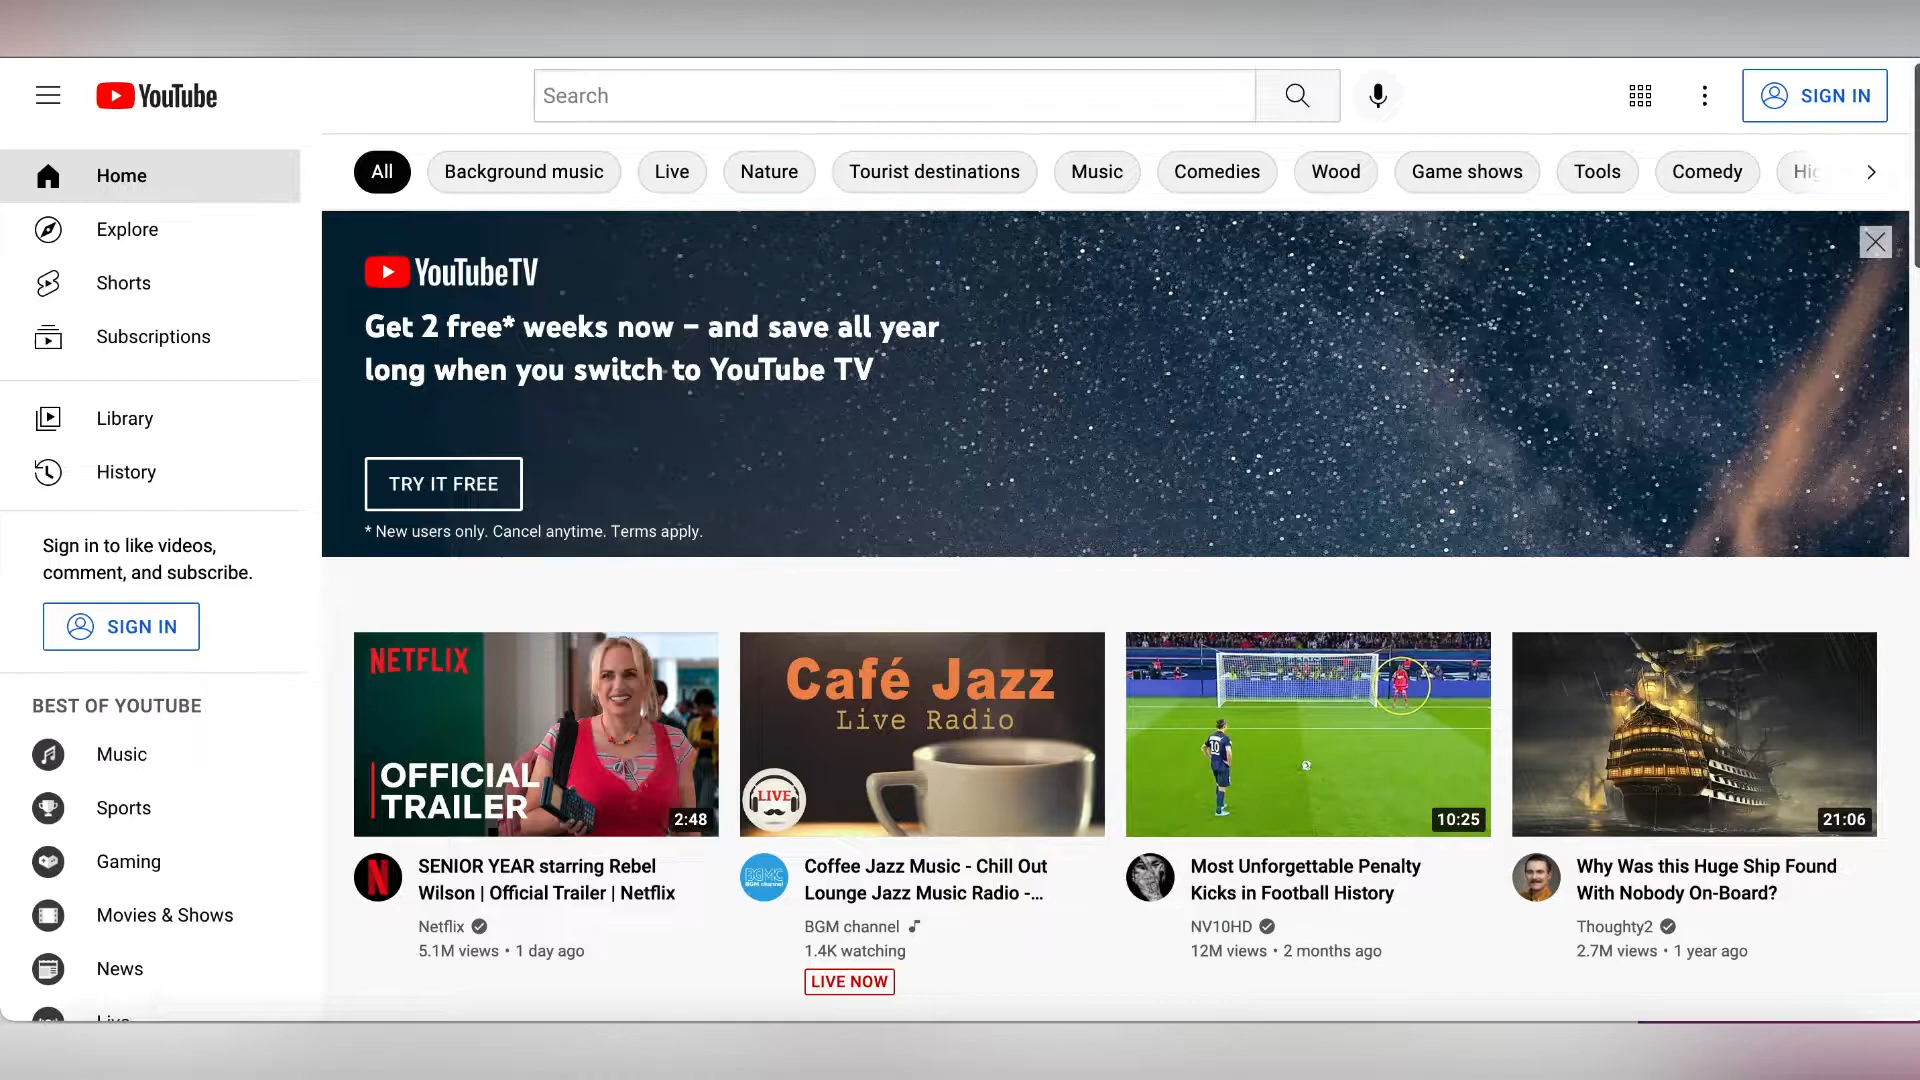 YouTube
Search
SIGN IN
Home
Explore
Shorts
Subscriptions
Library
History
Sign in to like videos,
comment, and subscribe.
SIGN IN
BEST OF YOUTUBE
Music
Sports
Gaming
Movies & Shows
News
All
Background music
Live
Nature
Tourist destinations
Music
Comedies
Wood
Game shows
Tools
Comedy
YouTubeTV
Get 2 free* weeks now – and save all year
long when you switch to YouTube TV
TRY IT FREE
* New users only. Cancel anytime. Terms apply.
NETFLIX
OFFICIAL
TRAILER
2:48
SENIOR YEAR starring Rebel
Wilson | Official Trailer | Netflix
Netflix
5.1M views • 1 day ago
Café Jazz
Live Radio
LIVE
BGMC
BGM channel
Coffee Jazz Music - Chill Out
Lounge Jazz Music Radio -...
BGM channel
1.4K watching
LIVE NOW
10
10:25
Most Unforgettable Penalty
Kicks in Football History
NV10HD
12M views • 2 months ago
21:06
Why Was this Huge Ship Found
With Nobody On-Board?
Thoughty2
2.7M views • 1 year ago